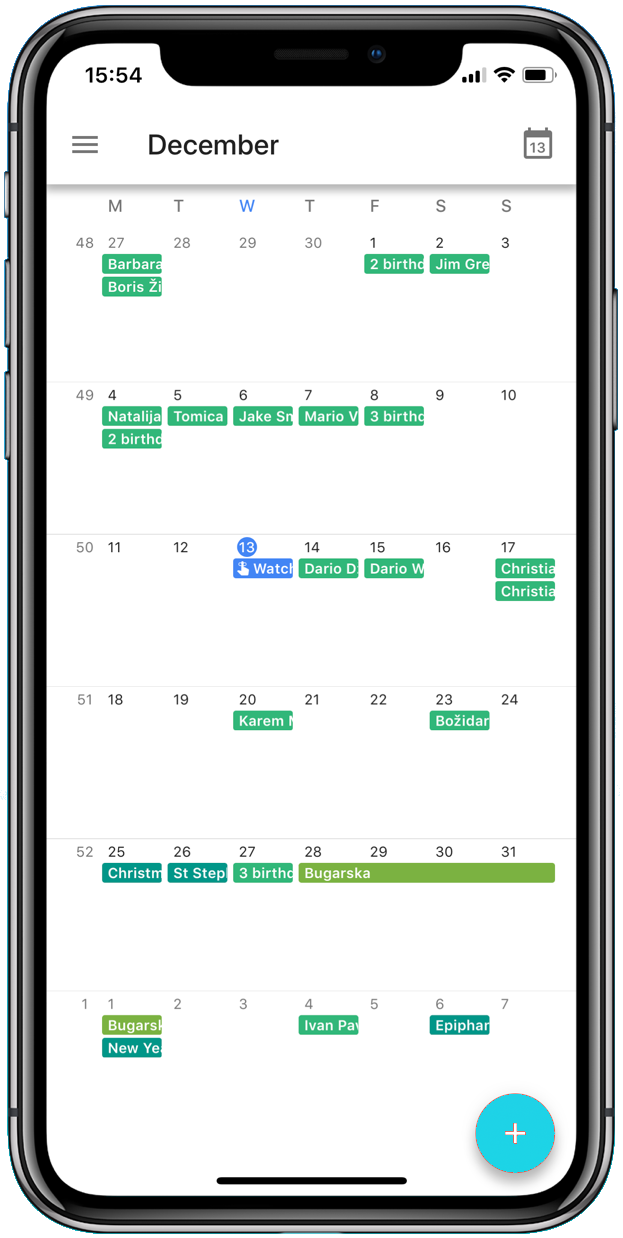 15:54
December 13
M T W T F S S
48 27 28 29 30 1 2 3
Barbara 2 birthd Jim Gre
Boris Ži
49 4 5 6 7 8 9 10
Natalija Tomica Jake Sm Mario V 3 birthd
2 birthd
50 11 12 13 14 15 16 17
Watch Dario D Dario W Christia
Christia
51 18 19 20 21 22 23 24
Karem M Božidar
52 25 26 27 28 29 30 31
Christm St Step 3 birthd Bugarska
1 1 2 3 4 5 6 7
Bugarsk Ivan Pav Epiphan
New Yea
+